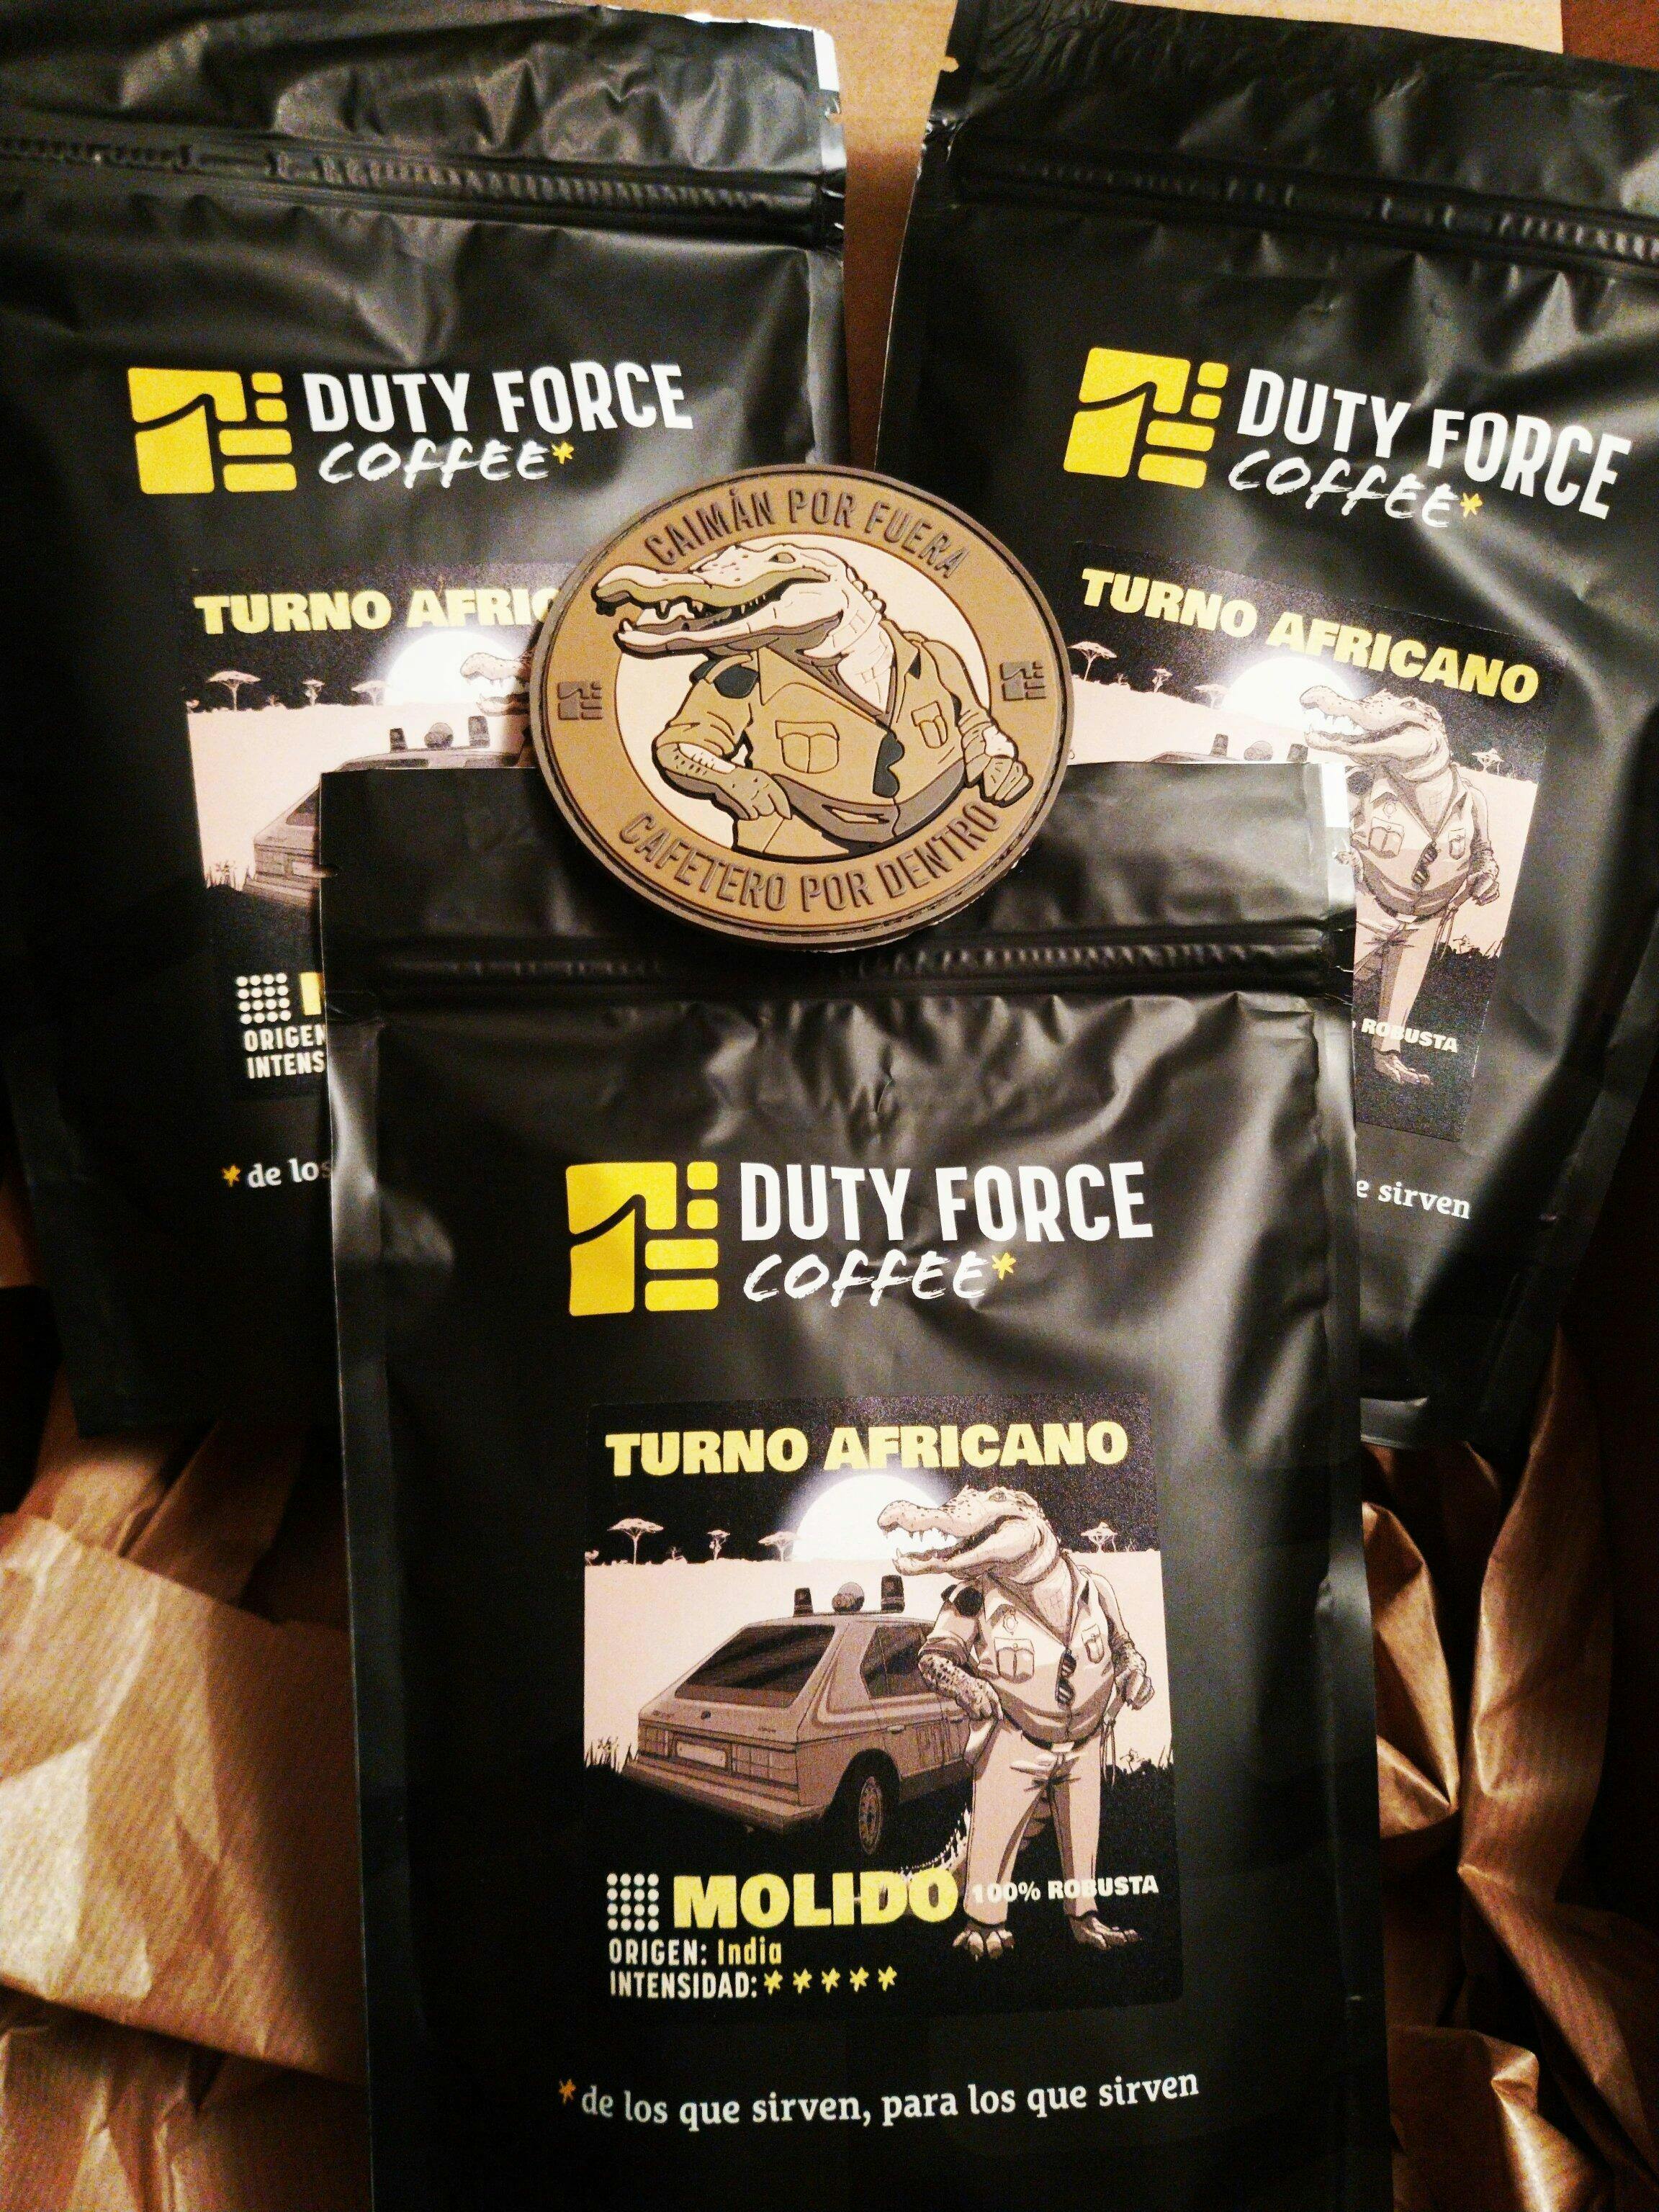 DUTY FORCE
COFFEE*
TURNO
ORIGEN
*de los
DUTY FORCE
COFFEE*
TURNO AFRICANO
ROBUSTA
sirven
CAIMÁN POR FUERA
CAFETERO POR DENTRO
DUTY FORCE
COFFEE*
TURNO AFRICANO
MOLIDO 100% ROBUSTA
ORIGEN: India
INTENSIDAD: * * * * *
*de los que sirven, para los que sirven